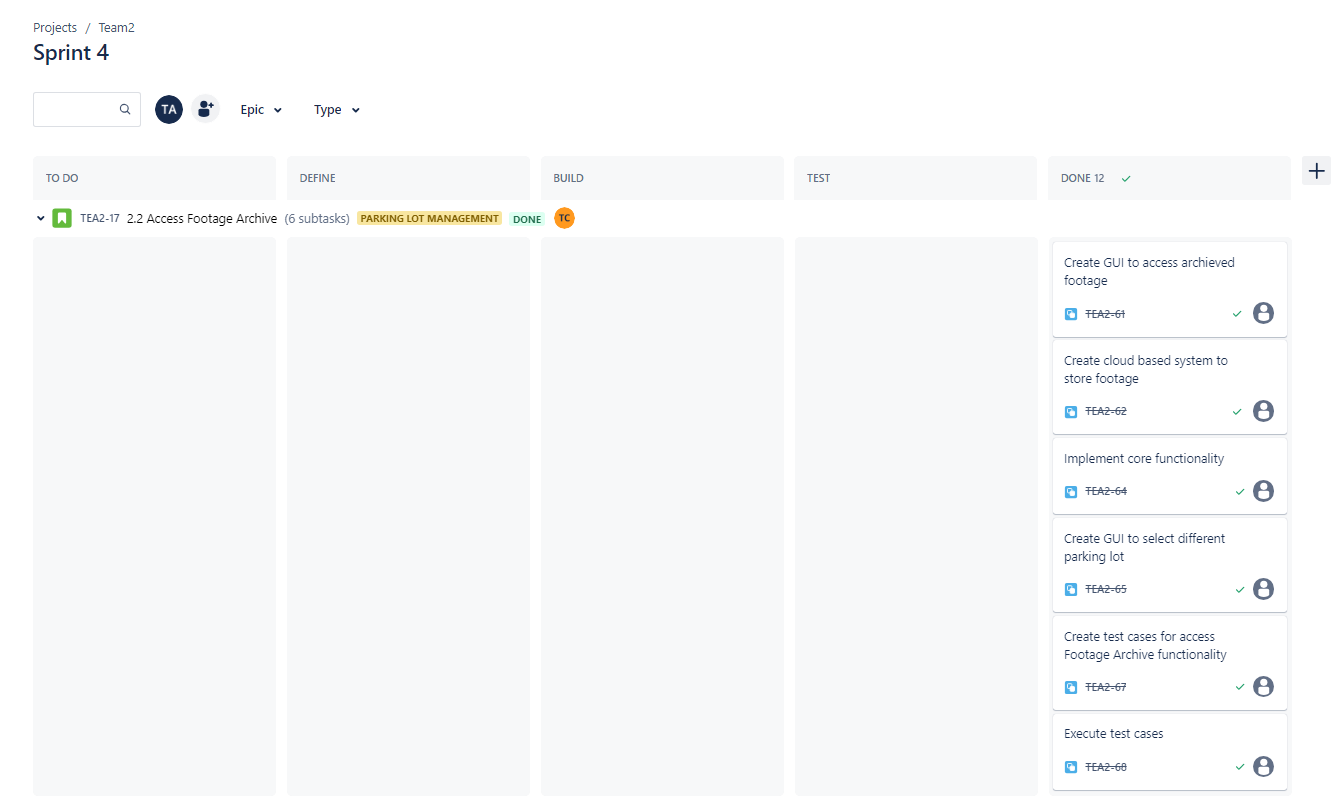 Projects / Team2
Sprint 4
TA Epic Type
TO DO DEFINE BUILD TEST DONE 12
TEA2-17 2.2 Access Footage Archive (6 subtasks) PARKING LOT MANAGEMENT DONE TC
Create GUI to access archieved
footage
TEA2-61
Create cloud based system to
store footage
TEA2-62
Implement core functionality
TEA2-64
Create GUI to select different
parking lot
TEA2-65
Create test cases for access
Footage Archive functionality
TEA2-67
Execute test cases
TEA2-68